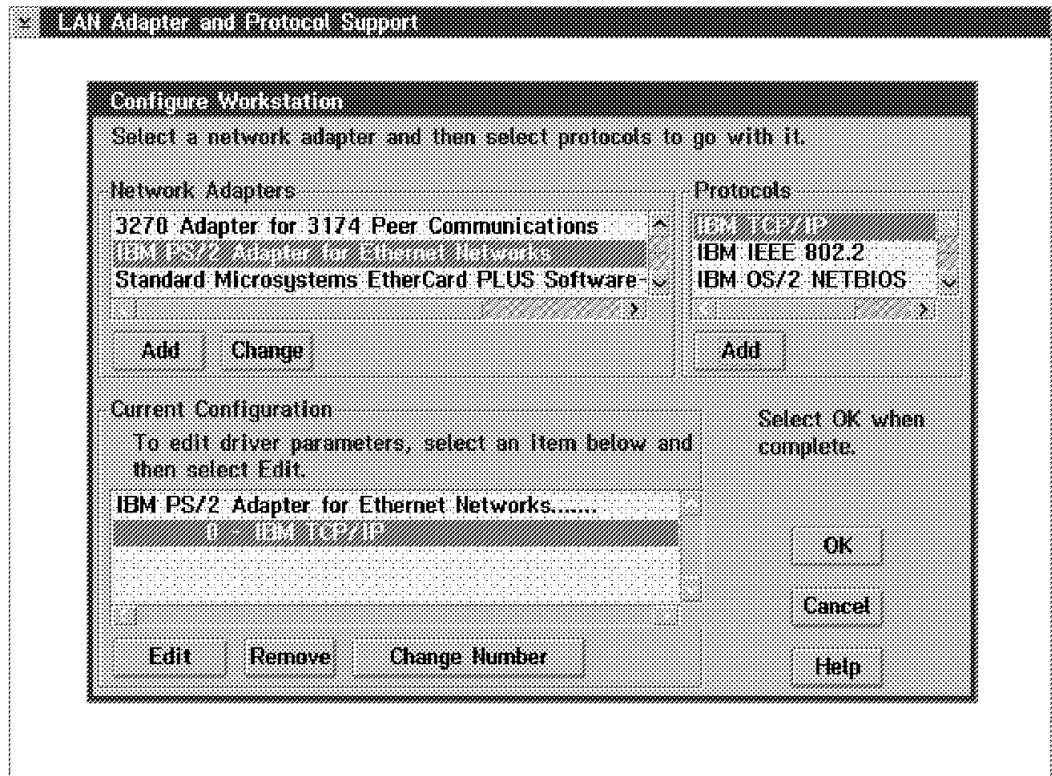 LAN Adapter and Protocol Support
Configure Workstation
Select a network adapter and then select protocols to go with it.
Network Adapters
3270 Adapter for 3174 Peer Communications
IBM PS/2 Adapter for Ethernet Networks
Standard Microsystems EtherCard PLUS Software-
Add
Change
Protocols
IBM TCP/IP
IBM IEEE 802.2
IBM OS/2 NETBIOS
Add
Current Configuration
To edit driver parameters, select an item below and
then select Edit.
IBM PS/2 Adapter for Ethernet Networks.......
0 - IBM TCP/IP
Edit
Remove
Change Number
Select OK when
complete.
OK
Cancel
Help